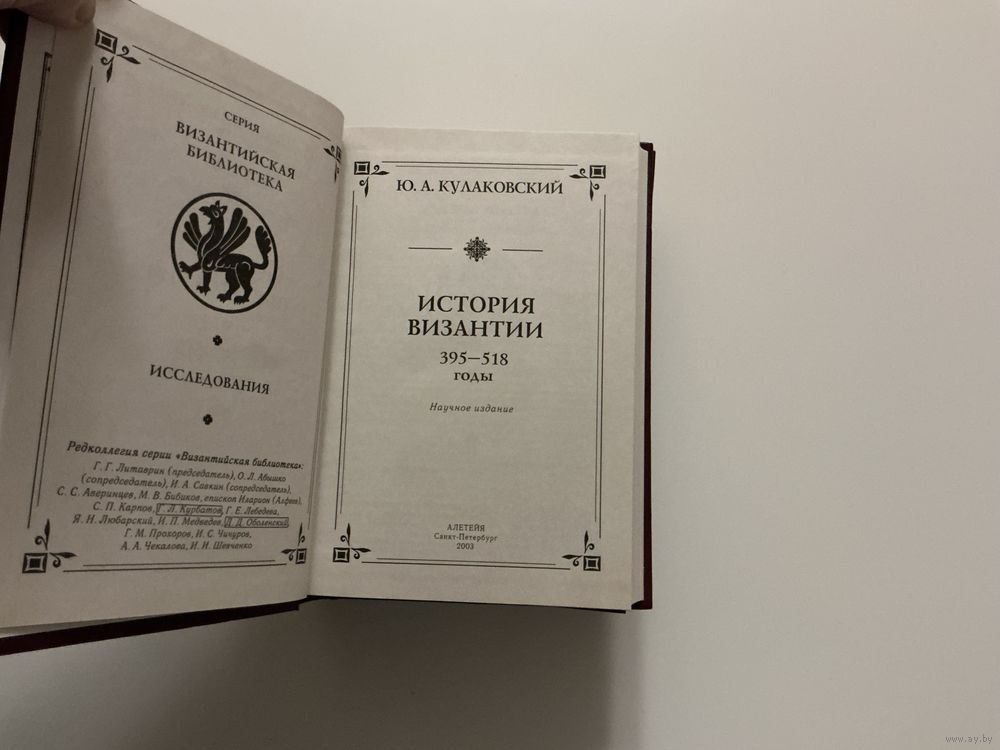 СЕРИЯ
ВИЗАНТИЙСКАЯ
БИБЛИОТЕКА
ИССЛЕДОВАНИЯ
Редколлегия серии «Византийская библиотека»:
Г. Г. Литаврин (председатель), О. Л. Абышко
(сопредседатель), И. А. Савкин (сопредседатель),
С. С. Аверинцев, М. В. Бибиков, епископ Иларион (Алфеев),
С. П. Карпов, Г. Л. Курбатов, Г. Е. Лебедева,
Я. Н. Любарский, И. П. Медведев, Д. Д. Оболенский,
Г. М. Прохоров, И. С. Чичуров,
А. А. Чекалова, И. И. Шевченко
Ю. А. КУЛАКОВСКИЙ
ИСТОРИЯ
ВИЗАНТИИ
395—518
ГОДЫ
Научное издание
АЛЕТЕЙЯ
Санкт-Петербург
2003
www.ay.by